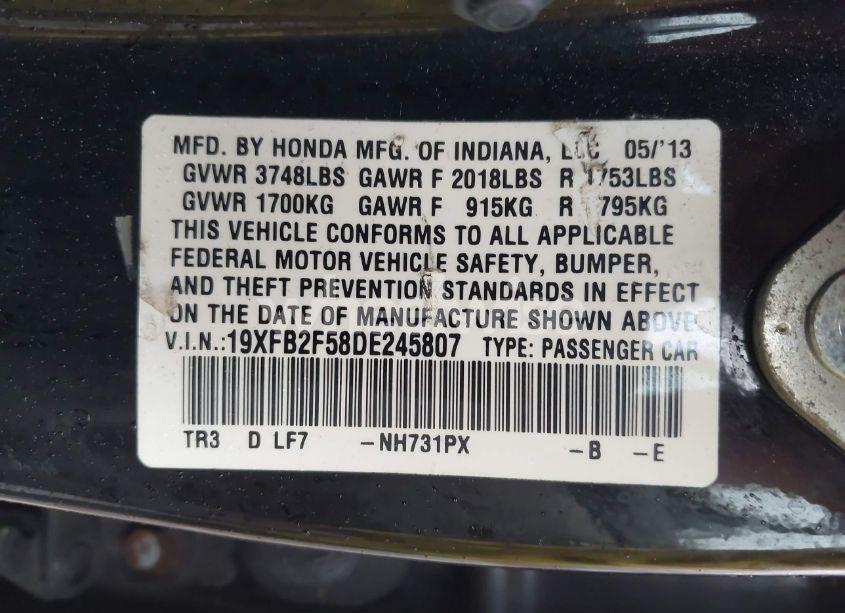 MFD. BY HONDA MFG. OF INDIANA, LLC 05/'13
GVWR 3748LBS GAWR F 2018LBS R 1753LBS
GVWR 1700KG GAWR F 915KG R 795KG
THIS VEHICLE CONFORMS TO ALL APPLICABLE
FEDERAL MOTOR VEHICLE SAFETY, BUMPER,
AND THEFT PREVENTION STANDARDS IN EFFECT
ON THE DATE OF MANUFACTURE SHOWN ABOVE
V.I.N.:19XFB2F58DE245807 TYPE: PASSENGER CAR
TR3 D LF7 -NH731PX -B -E